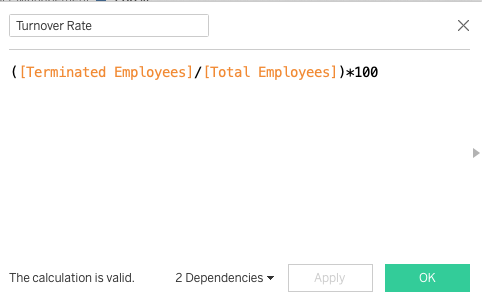 Turnover Rate
([Terminated Employees]/[Total Employees])*100
The calculation is valid.
2 Dependencies
Apply
OK